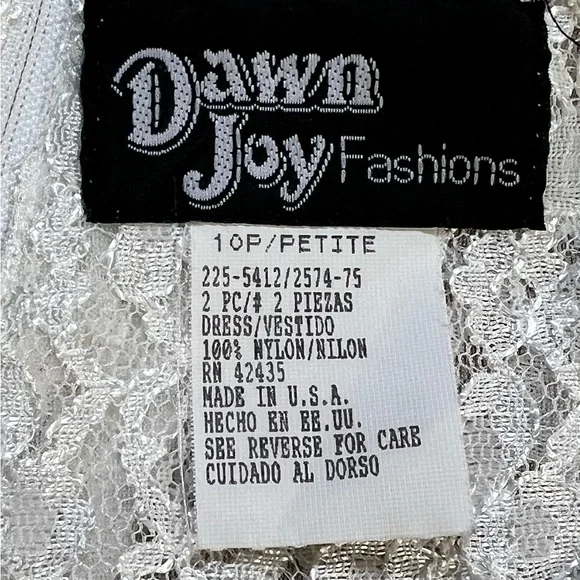 Dawn
Joy Fashions
10P/PETITE
225-5412/2574-75
2 PC/# 2 PIEZAS
DRESS/VESTIDO
100% NYLON/NILON
RN 42435
MADE IN U.S.A.
HECHO EN EE.UU.
SEE REVERSE FOR CARE
CUIDADO AL DORSO